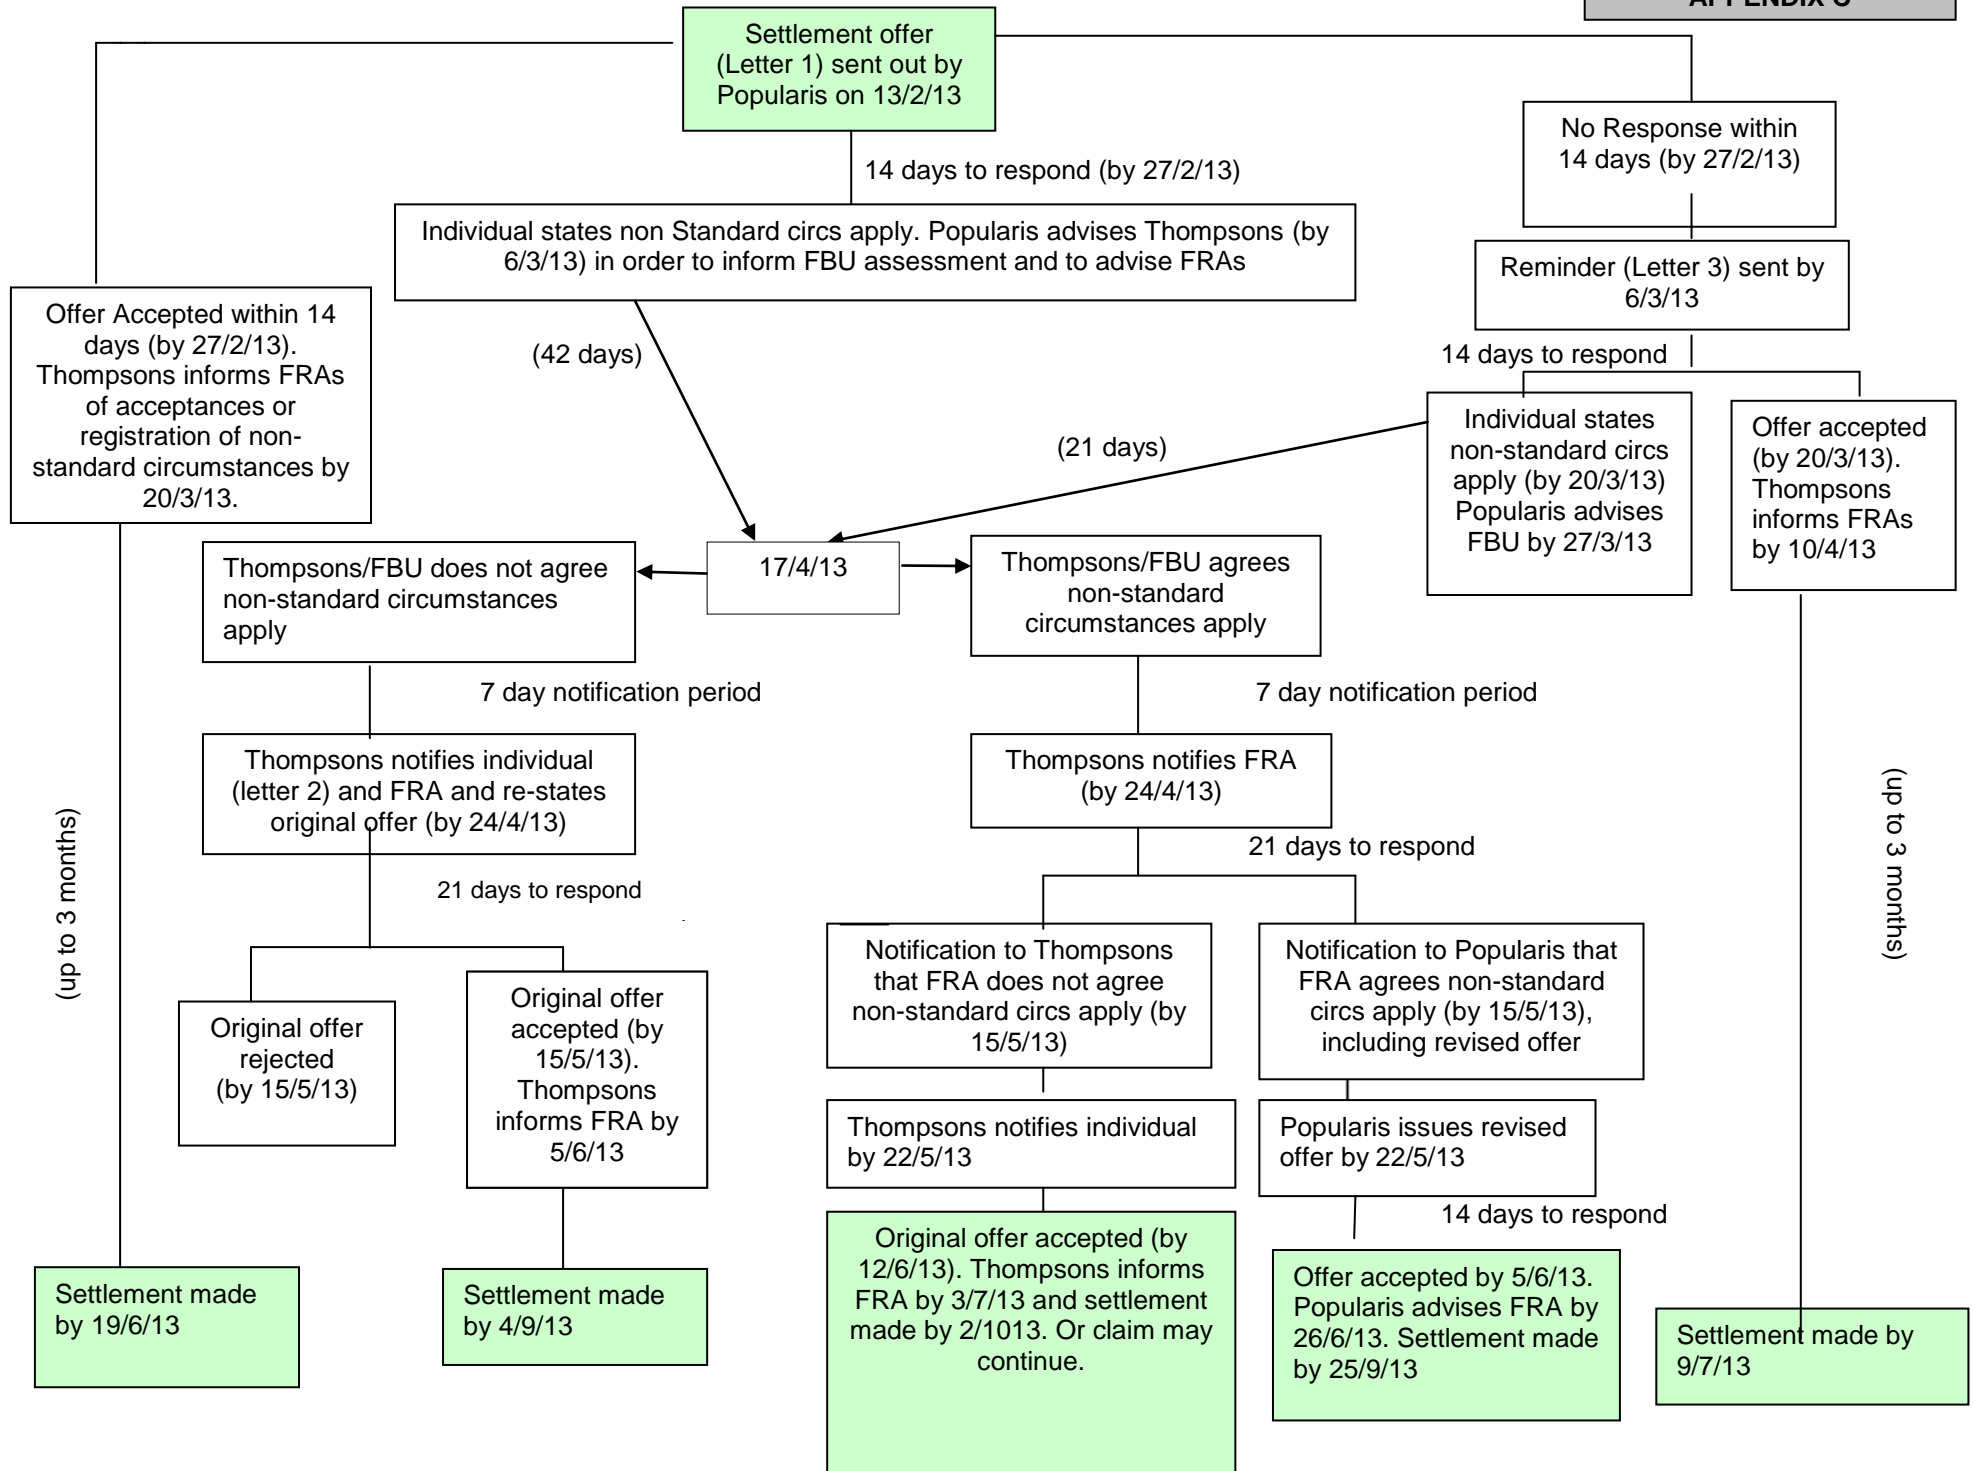 APPENDIX C
Settlement offer
(Letter 1) sent out by
Popularis on 13/2/13
No Response within
14 days (by 27/2/13)
14 days to respond (by 27/2/13)
Individual states non Standard circs apply. Popularis advises Thompsons (by
6/3/13) in order to inform FBU assessment and to advise FRAs
Reminder (Letter 3) sent by
6/3/13
Offer Accepted within 14
days (by 27/2/13).
Thompsons informs FRAs
of acceptances or
registration of non-
standard circumstances by
20/3/13.
(42 days)
14 days to respond
(21 days)
Individual states
non-standard circs
apply (by 20/3/13)
Popularis advises
FBU by 27/3/13
Offer accepted
(by 20/3/13).
Thompsons
informs FRAs
by 10/4/13
Thompsons/FBU does not agree
non-standard circumstances
apply
17/4/13
Thompsons/FBU agrees
non-standard
circumstances apply
7 day notification period
7 day notification period
Thompsons notifies individual
(letter 2) and FRA and re-states
original offer (by 24/4/13)
Thompsons notifies FRA
(by 24/4/13)
(up to 3 months)
(up to 3 months)
21 days to respond
21 days to respond
Original offer
rejected
(by 15/5/13)
Original offer
accepted (by
15/5/13).
Thompsons
informs FRA by
5/6/13
Notification to Thompsons
that FRA does not agree
non-standard circs apply (by
15/5/13)
Notification to Popularis that
FRA agrees non-standard
circs apply (by 15/5/13),
including revised offer
Thompsons notifies individual
by 22/5/13
Popularis issues revised
offer by 22/5/13
14 days to respond
Settlement made
by 19/6/13
Settlement made
by 4/9/13
Original offer accepted (by
12/6/13). Thompsons informs
FRA by 3/7/13 and settlement
made by 2/1013. Or claim may
continue.
Offer accepted by 5/6/13.
Popularis advises FRA by
26/6/13. Settlement made
by 25/9/13
Settlement made by
9/7/13